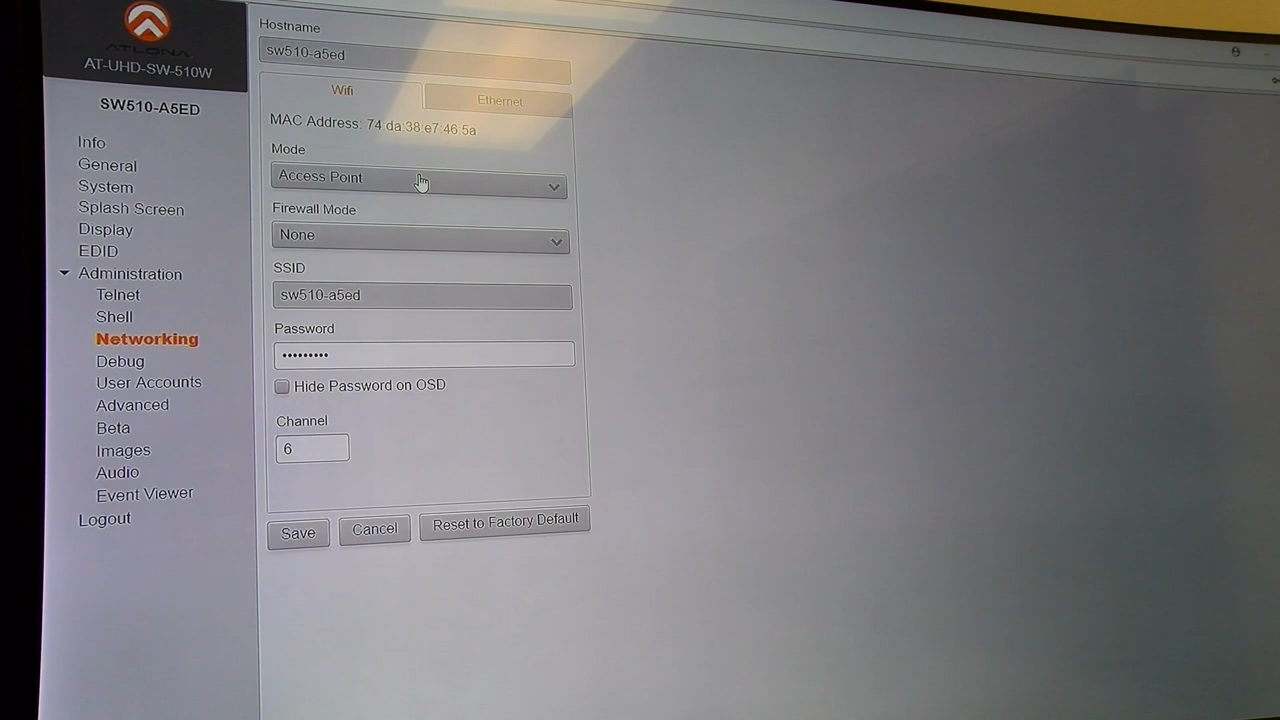 ATLONA
AT-UHD-SW-510W
SW510-A5ED
Info
General
System
Splash Screen
Display
EDID
Administration
Telnet
Shell
Networking
Debug
User Accounts
Advanced
Beta
Images
Audio
Event Viewer
Logout
Hostname
sw510-a5ed
Wifi
Ethernet
MAC Address: 74:da:38:e7:46:5a
Mode
Access Point
Firewall Mode
None
SSID
sw510-a5ed
Password
•••••••••
Hide Password on OSD
Channel
6
Save
Cancel
Reset to Factory Default